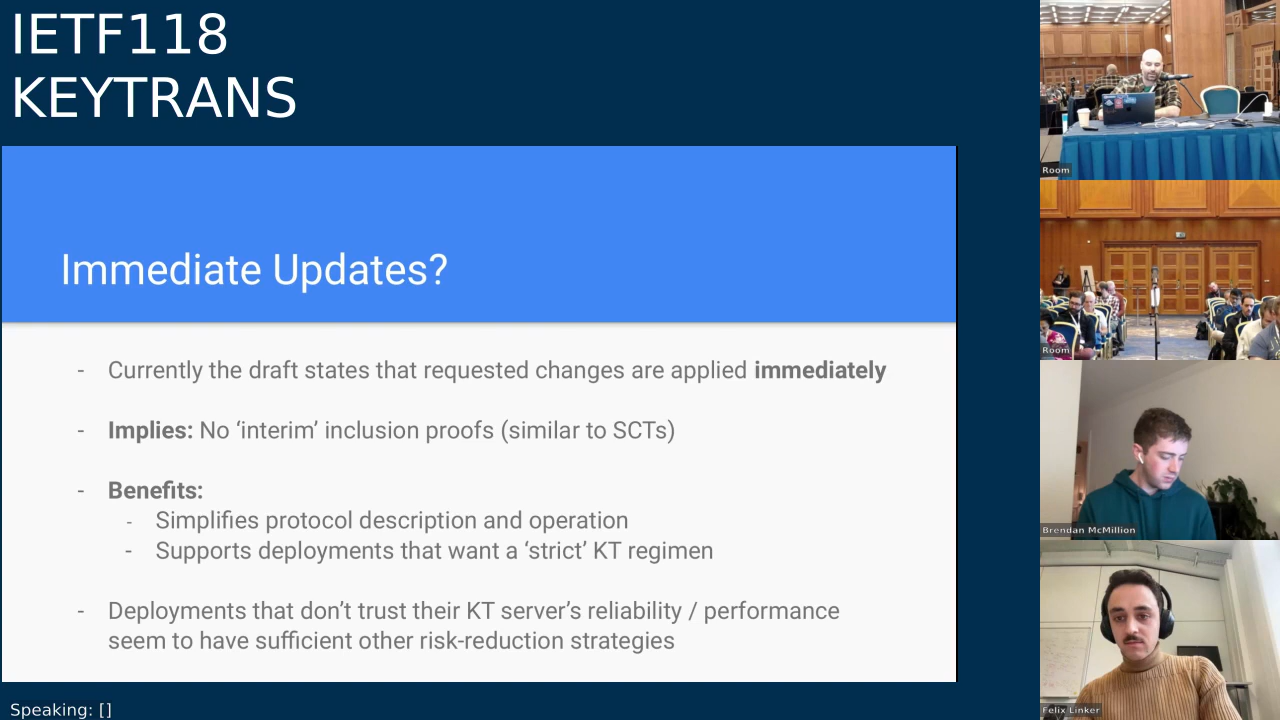 IETF118
KEYTRANS
Immediate Updates?
- Currently the draft states that requested changes are applied immediately
- Implies: No ‘interim’ inclusion proofs (similar to SCTs)
- Benefits:
- Simplifies protocol description and operation
- Supports deployments that want a ‘strict’ KT regimen
- Deployments that don’t trust their KT server’s reliability / performance
seem to have sufficient other risk-reduction strategies
Speaking: []
Room
Room
Brendan McMillion
Felix Linker